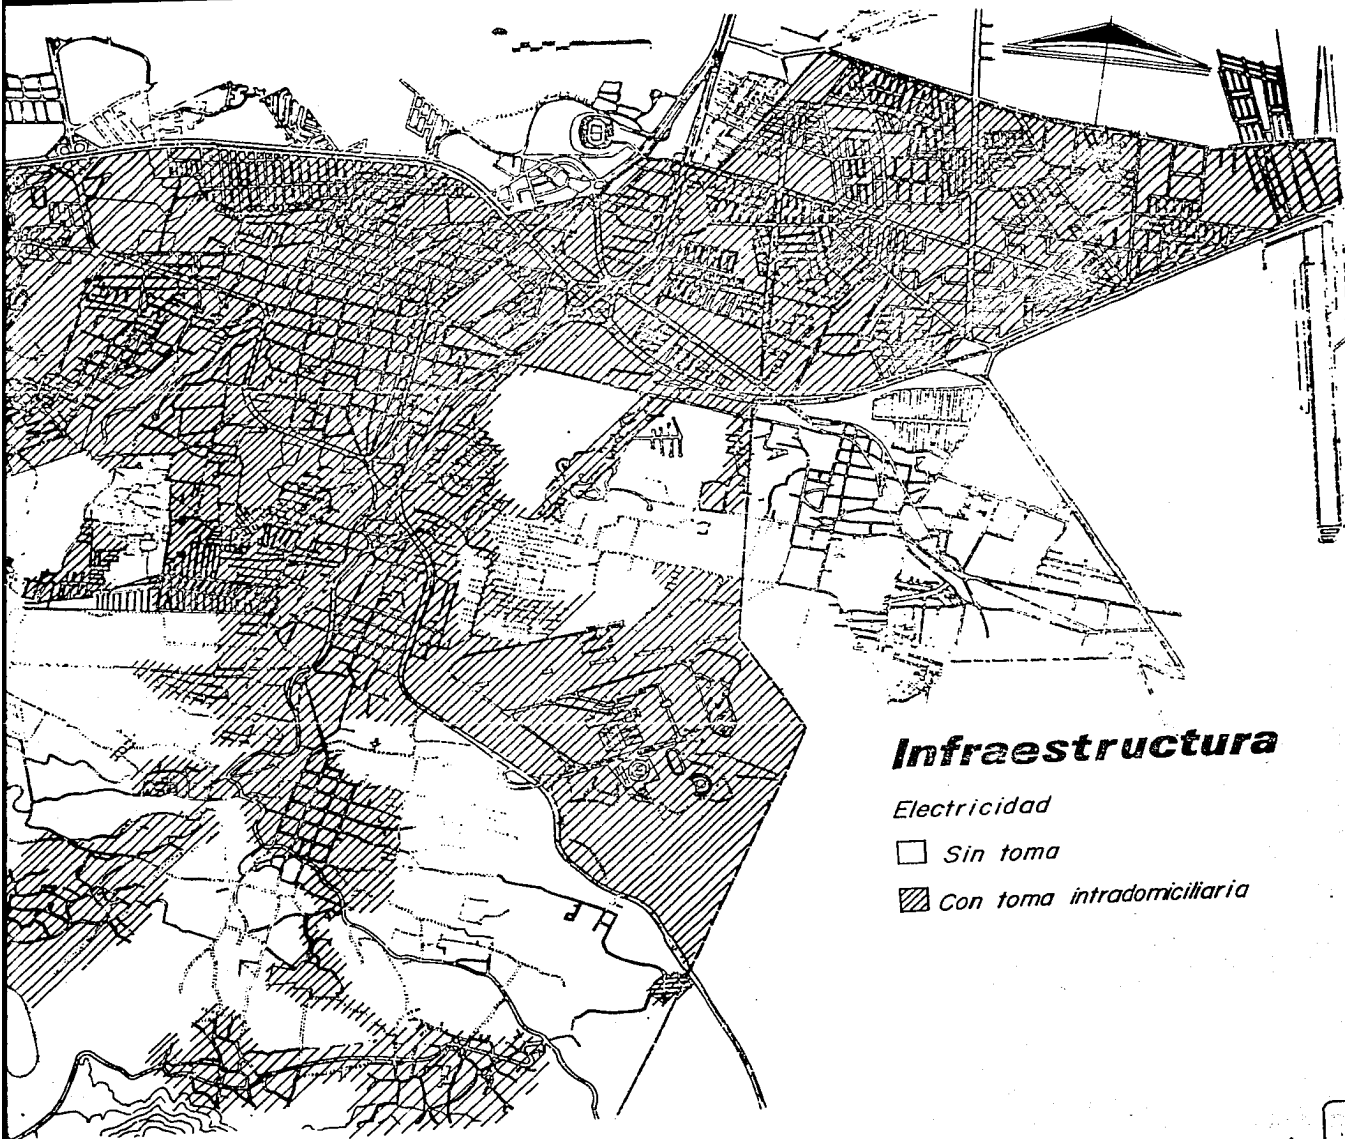 Infraestructura
Electricidad
Sin toma
Con toma intradomiciliaria